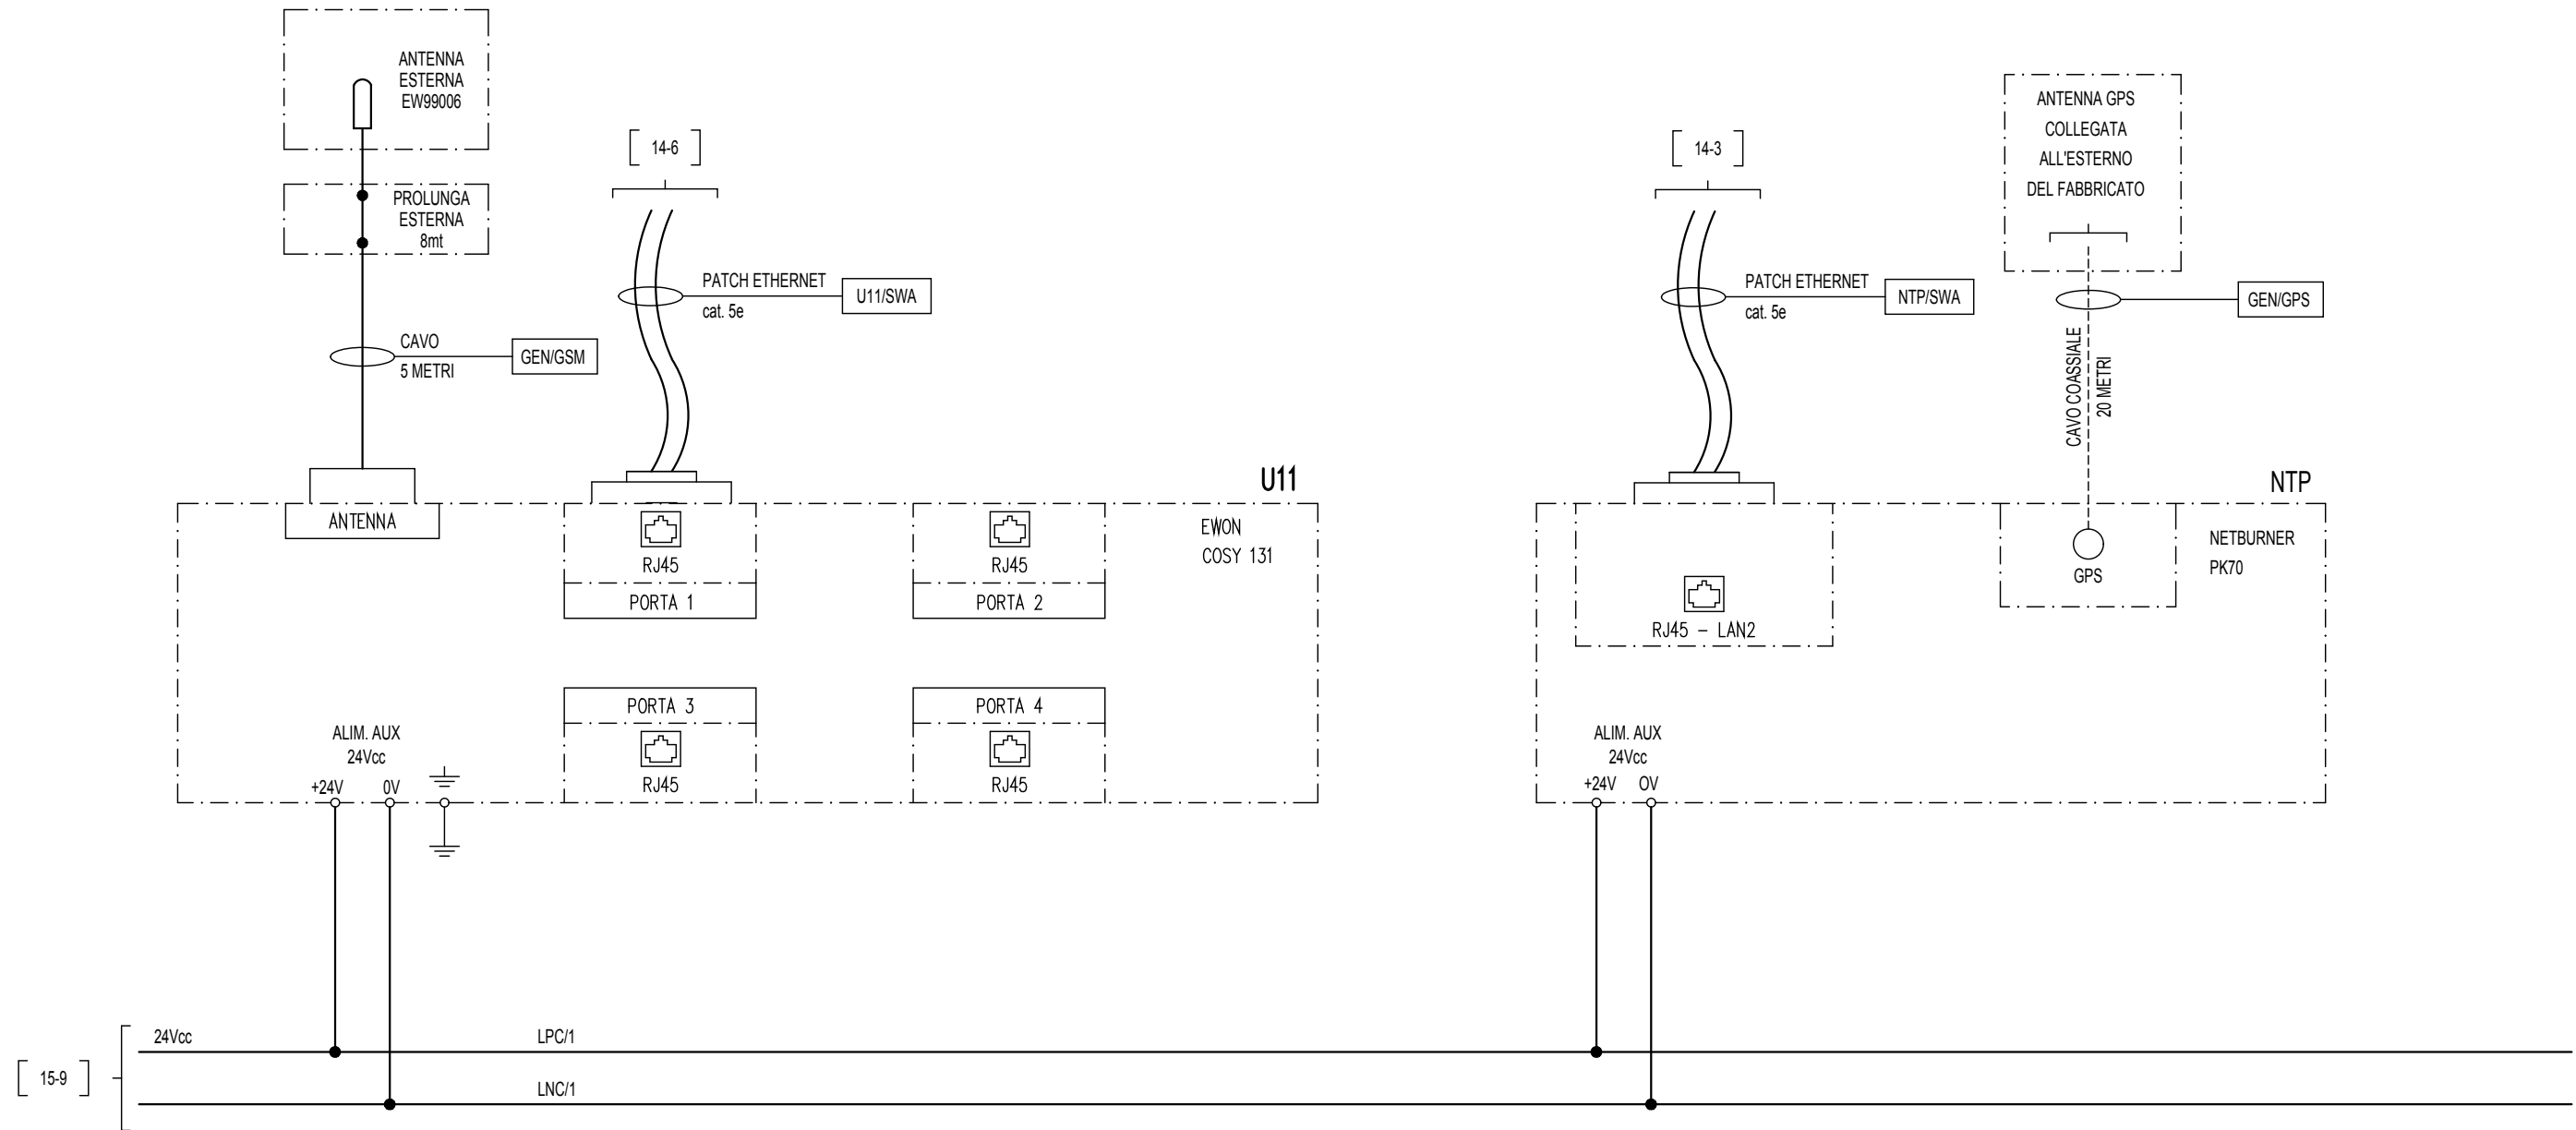 ANTENNA
ESTERNA
EW99006
PROLUNGA
ESTERNA
8mt
CAVO
5 METRI
GEN/GSM
14-6
PATCH ETHERNET
cat. 5e
U11/SWA
14-3
PATCH ETHERNET
cat. 5e
NTP/SWA
ANTENNA GPS
COLLEGATA
ALL'ESTERNO
DEL FABBRICATO
GEN/GPS
CAVO COASSIALE
20 METRI
U11
EWON
COSY 131
ANTENNA
RJ45
PORTA 1
RJ45
PORTA 2
PORTA 3
RJ45
PORTA 4
RJ45
ALIM. AUX
24Vcc
+24V
0V
NTP
NETBURNER
PK70
RJ45 - LAN2
GPS
ALIM. AUX
24Vcc
+24V
OV
15-9
24Vcc
LPC/1
LNC/1